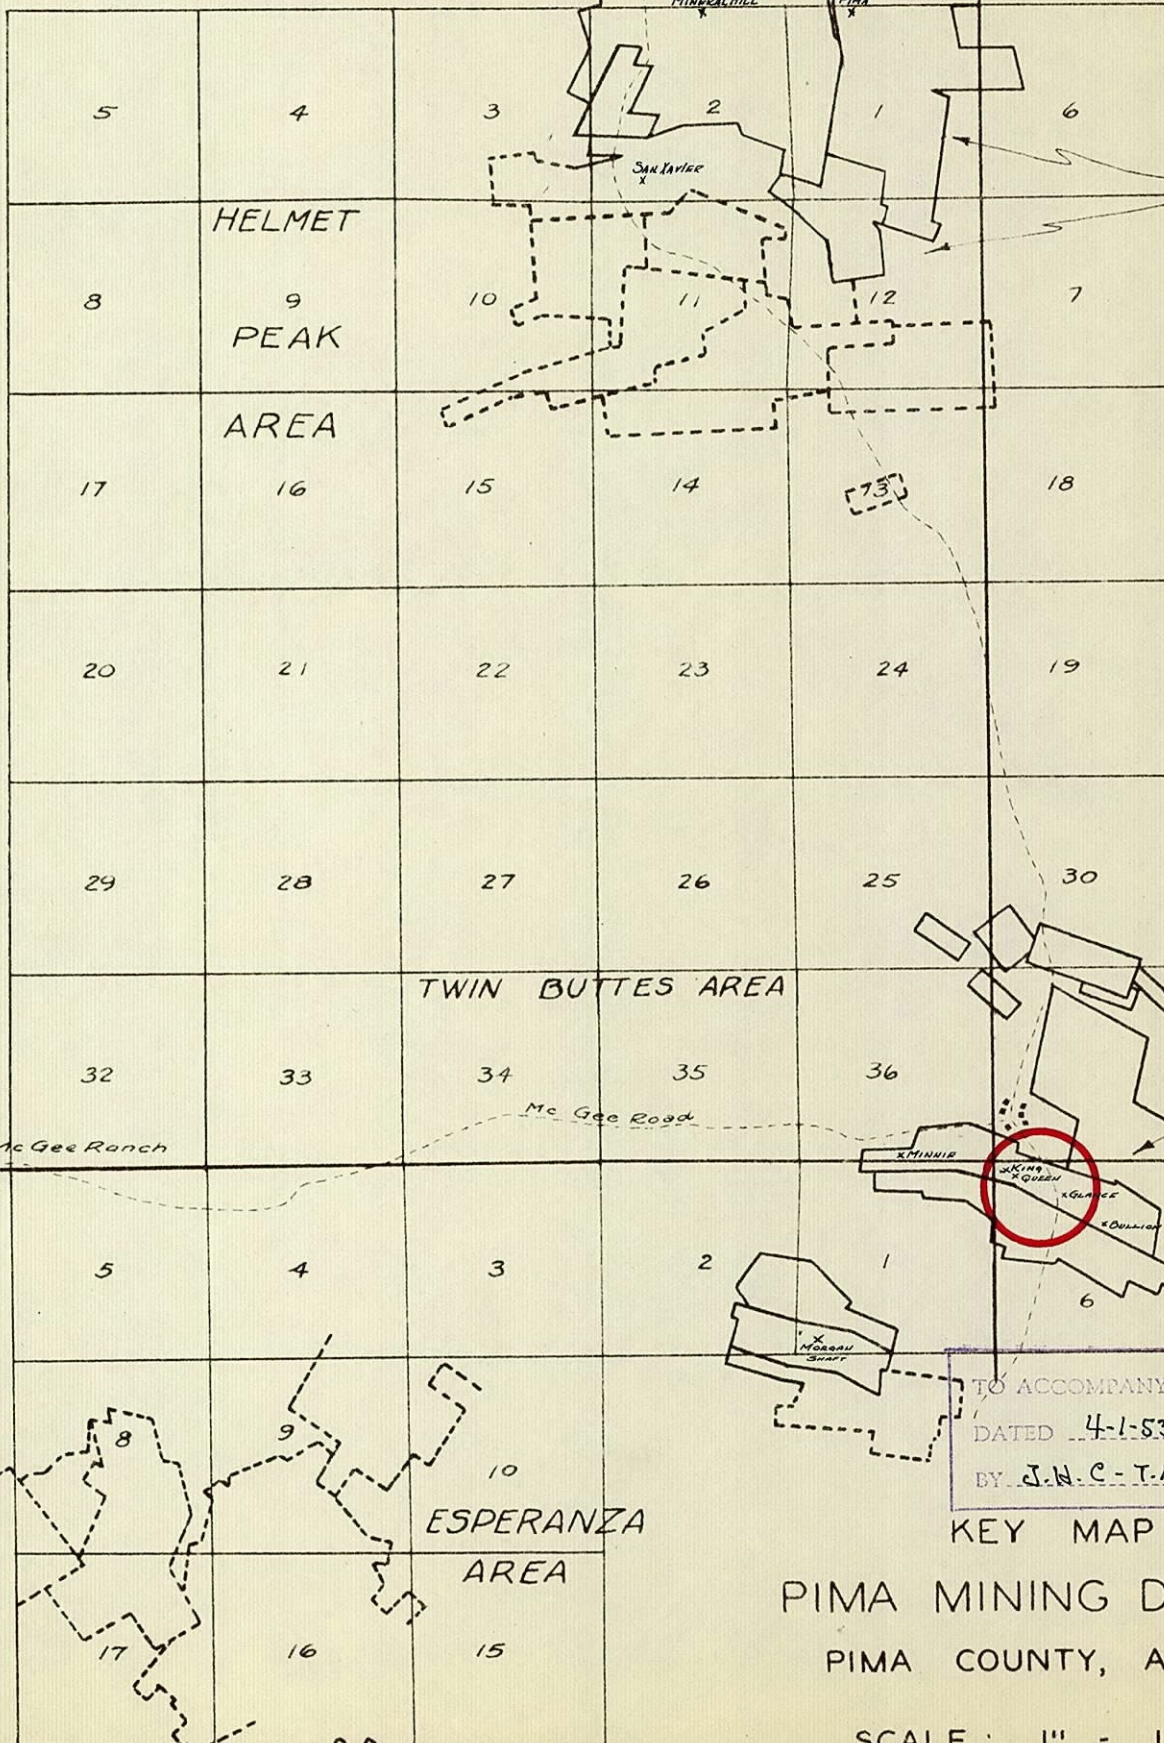 MINERAL HILL
PIMA
5 4 3 2 1 6
SAN XAVIER
HELMET
8 9 10 11 12 7
PEAK
AREA
17 16 15 14 13 18
20 21 22 23 24 19
29 28 27 26 25 30
TWIN BUTTES AREA
32 33 34 35 36
Mc Gee Road
Mc Gee Ranch
MINNIE
KING
QUEEN
GLANCE
BULLION
5 4 3 2 1 6
MORGAN
SHAFT
TO ACCOMPANY
DATED 4-1-53
BY J.H.C - T.
8 9 10
ESPERANZA
AREA
17 16 15
KEY MAP
PIMA MINING D
PIMA COUNTY, A
SCALE: 1" - 1